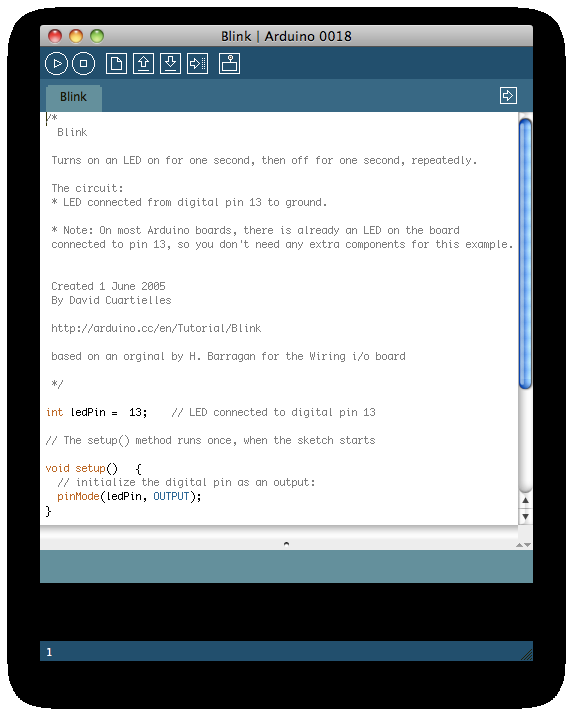 Blink | Arduino 0018
Blink
/*
Blink
Turns on an LED on for one second, then off for one second, repeatedly.
The circuit:
* LED connected from digital pin 13 to ground.
* Note: On most Arduino boards, there is already an LED on the board
connected to pin 13, so you don't need any extra components for this example.
Created 1 June 2005
By David Cuartielles
http://arduino.cc/en/Tutorial/Blink
based on an orginal by H. Barragan for the Wiring i/o board
*/
int ledPin =  13;    // LED connected to digital pin 13
// The setup() method runs once, when the sketch starts
void setup()   {
// initialize the digital pin as an output:
pinMode(ledPin, OUTPUT);
}
1